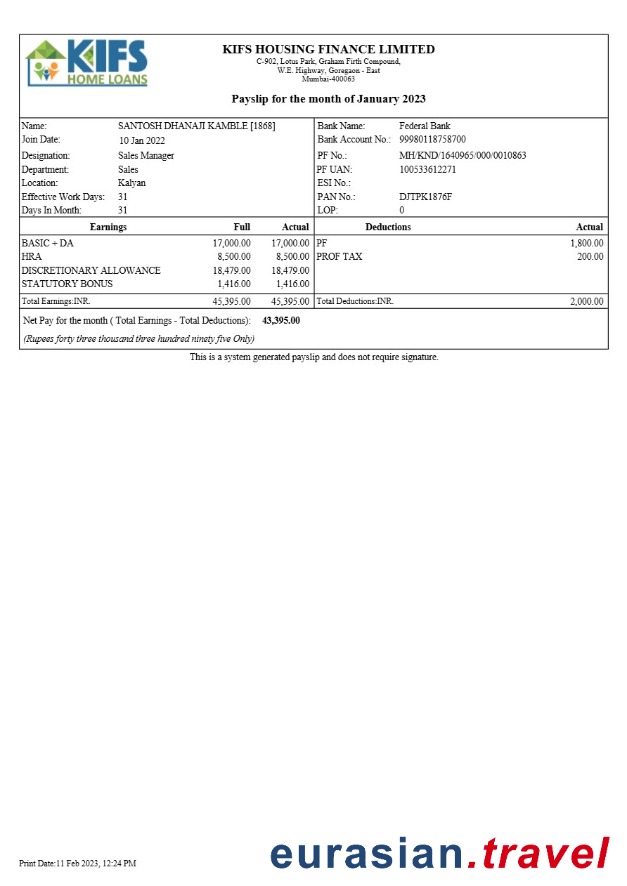 KIFS
HOME LOANS
KIFS HOUSING FINANCE LIMITED
C-902, Lotus Park, Graham Firth Compound,
W.E. Highway, Goregaon - East
Mumbai-400063
Payslip for the month of January 2023
Name: SANTOSH DHANAJI KAMBLE [1868] Bank Name: Federal Bank
Join Date: 10 Jan 2022 Bank Account No.: 99980118758700
Designation: Sales Manager PF No.: MH/KND/1640965/000/0010863
Department: Sales PF UAN: 100533612271
Location: Kalyan ESI No.:
Effective Work Days: 31 PAN No.: DJTPK1876F
Days In Month: 31 LOP: 0
Earnings Full Actual Deductions Actual
BASIC + DA 17,000.00 17,000.00 PF 1,800.00
HRA 8,500.00 8,500.00 PROF TAX 200.00
DISCRETIONARY ALLOWANCE 18,479.00 18,479.00
STATUTORY BONUS 1,416.00 1,416.00
Total Earnings:INR. 45,395.00 45,395.00 Total Deductions:INR. 2,000.00
Net Pay for the month ( Total Earnings - Total Deductions): 43,395.00
(Rupees forty three thousand three hundred ninety five Only)
This is a system generated payslip and does not require signature.
Print Date:11 Feb 2023, 12:24 PM
eurasian.travel